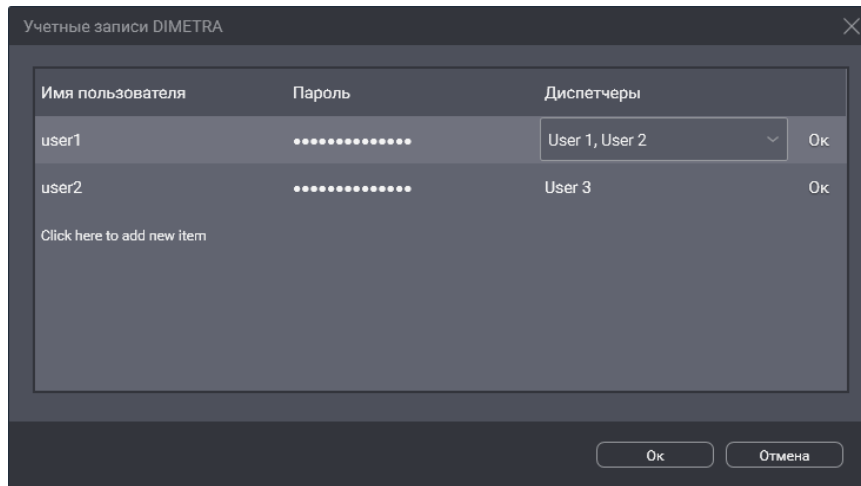 Учетные записи DIMETRA
Имя пользователя Пароль Диспетчеры
user1 •••••••••••••• User 1, User 2 Ок
user2 •••••••••••••• User 3 Ок
Click here to add new item
Ок Отмена